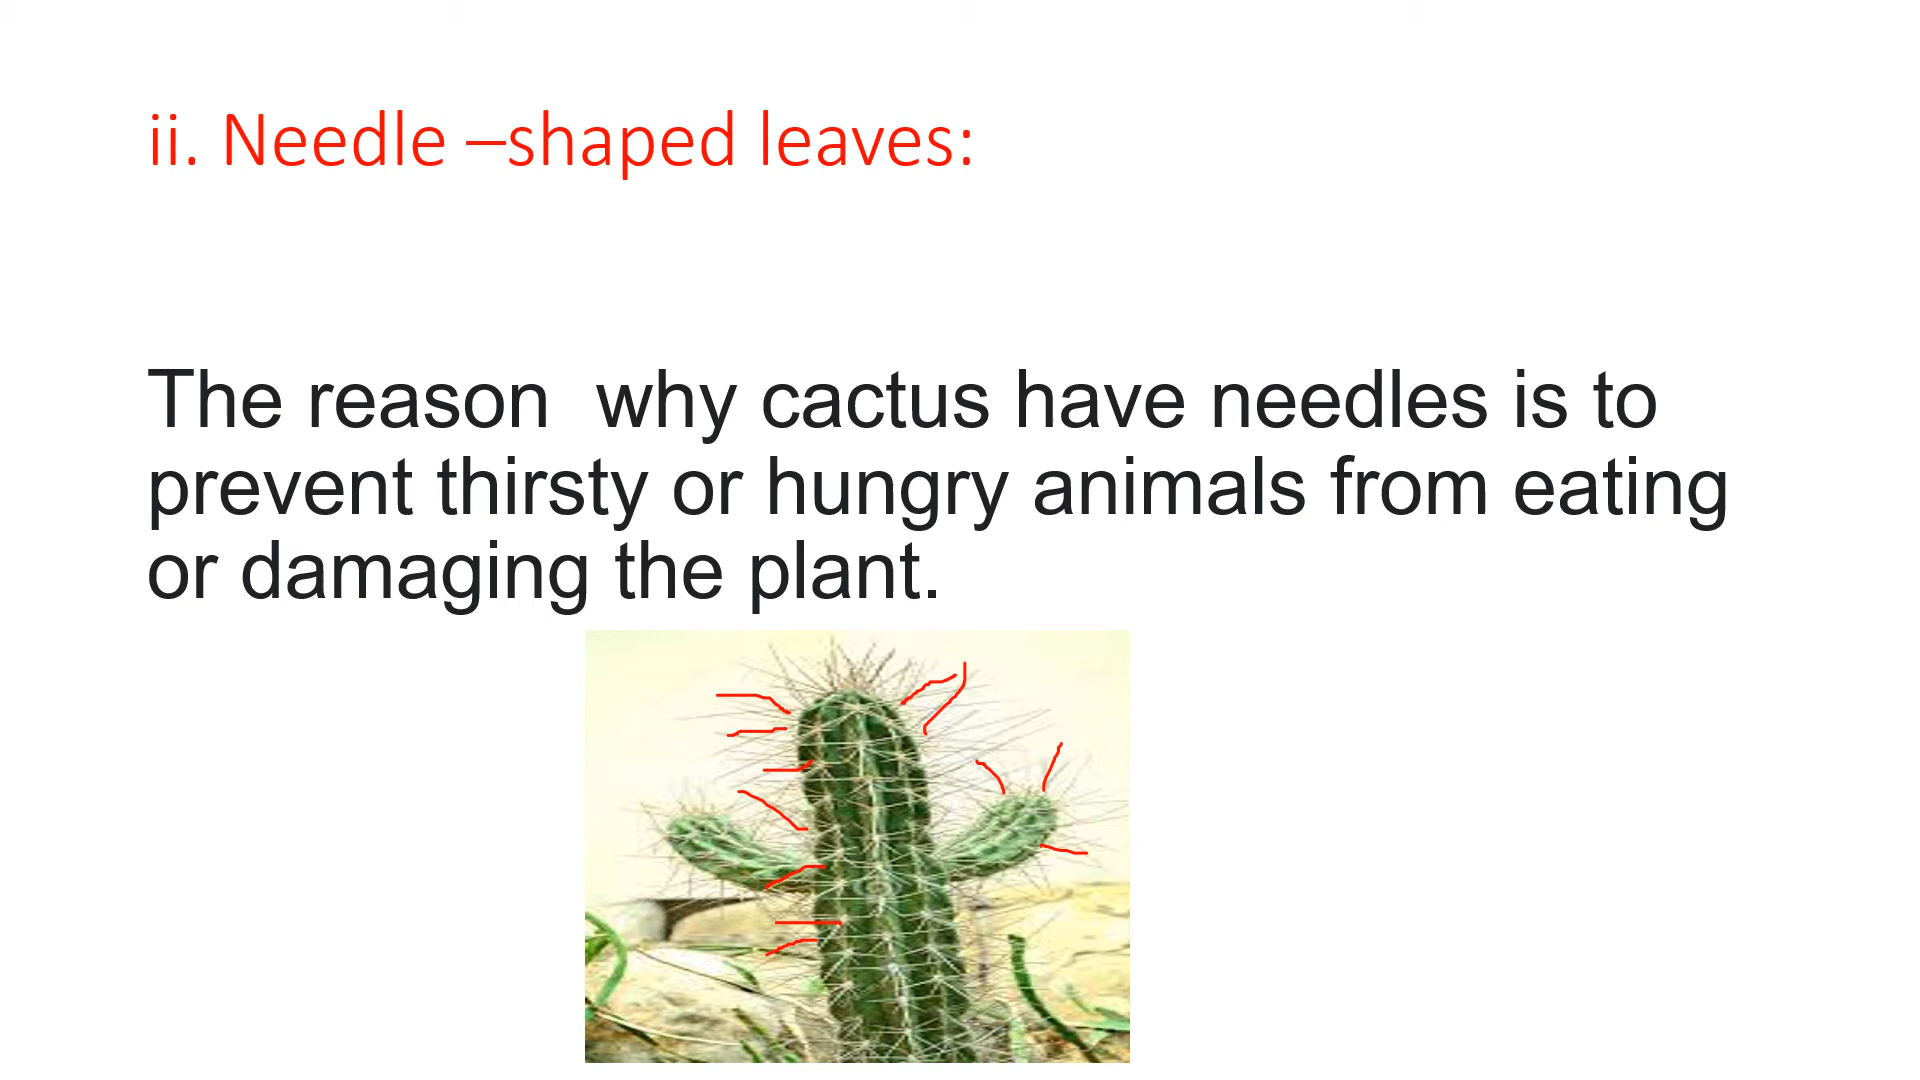 ii. Needle –shaped leaves:
The reason  why cactus have needles is to
prevent thirsty or hungry animals from eating
or damaging the plant.